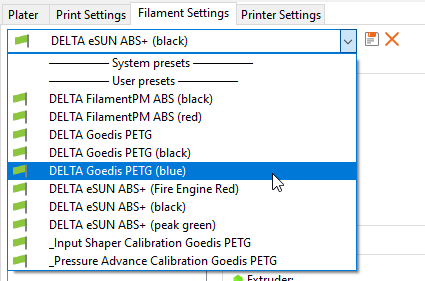 Plater Print Settings Filament Settings Printer Settings
DELTA eSUN ABS+ (black)
System presets
User presets
DELTA FilamentPM ABS (black)
DELTA FilamentPM ABS (red)
DELTA Goedis PETG
DELTA Goedis PETG (black)
DELTA Goedis PETG (blue)
DELTA eSUN ABS+ (Fire Engine Red)
DELTA eSUN ABS+ (black)
DELTA eSUN ABS+ (peak green)
_Input Shaper Calibration Goedis PETG
_Pressure Advance Calibration Goedis PETG
Extruder: